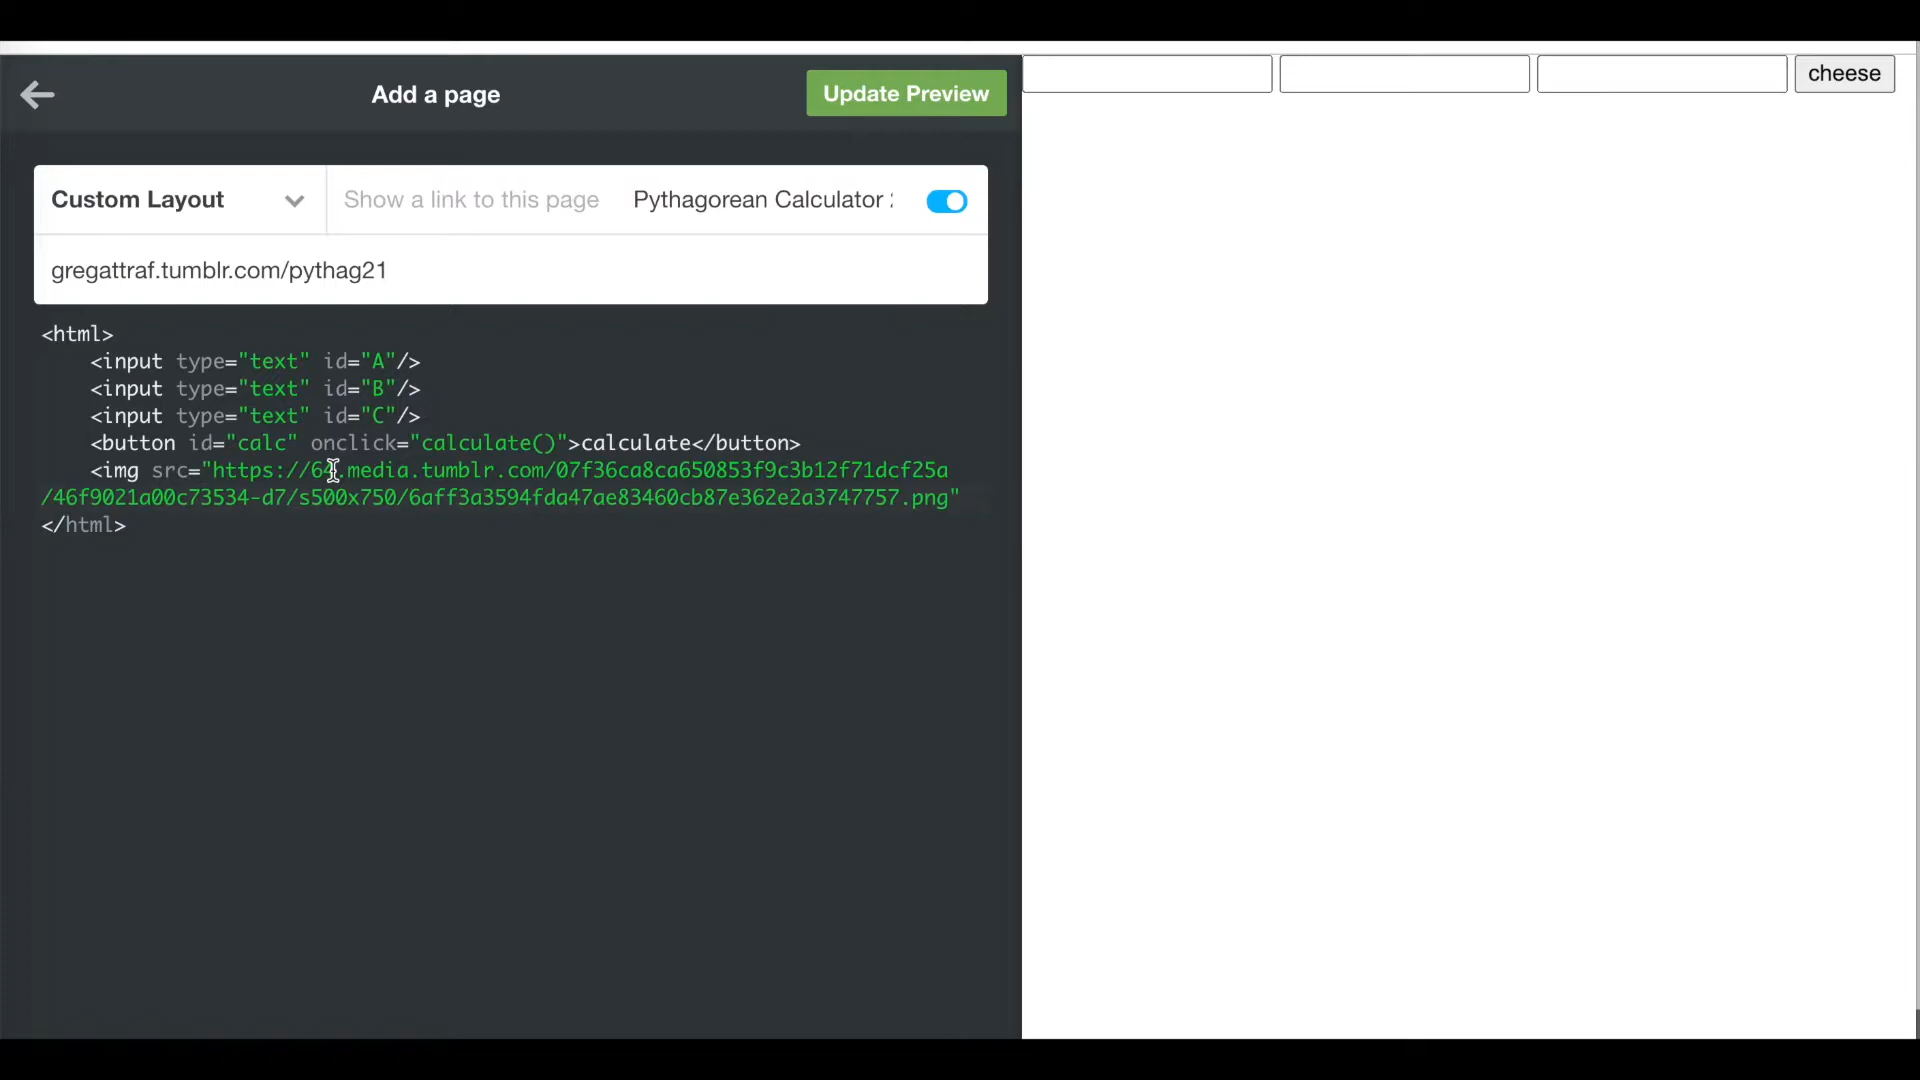 Add a page
Update Preview
cheese
Custom Layout
Show a link to this page
Pythagorean Calculator :
gregattraf.tumblr.com/pythag21
<html>
<input type="text" id="A"/>
<input type="text" id="B"/>
<input type="text" id="C"/>
<button id="calc" onclick="calculate()">calculate</button>
<img src="https://64.media.tumblr.com/07f36ca8ca650853f9c3b12f71dcf25a
/46f9021a00c73534-d7/s500x750/6aff3a3594fda47ae83460cb87e362e2a3747757.png"
</html>